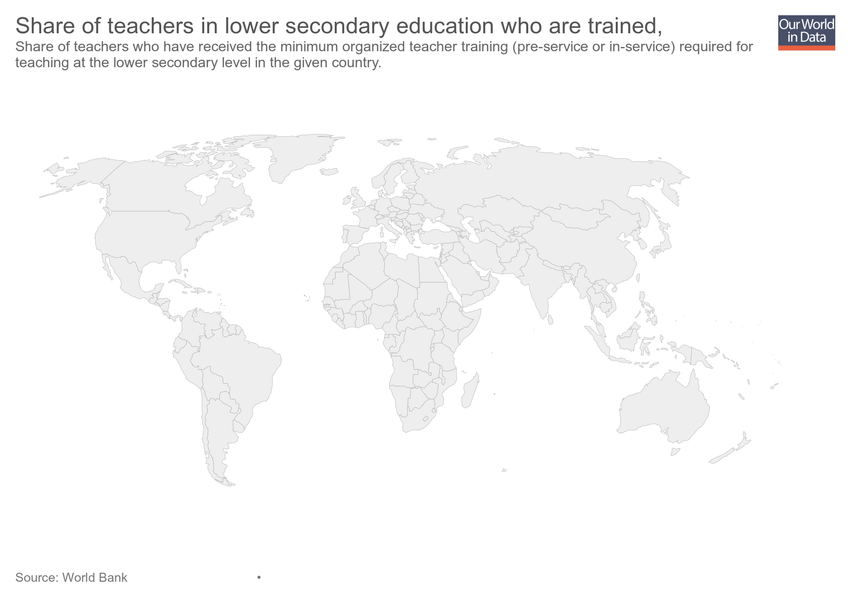 Share of teachers in lower secondary education who are trained,
Share of teachers who have received the minimum organized teacher training (pre-service or in-service) required for
teaching at the lower secondary level in the given country.
Our World
in Data
Source: World Bank
•